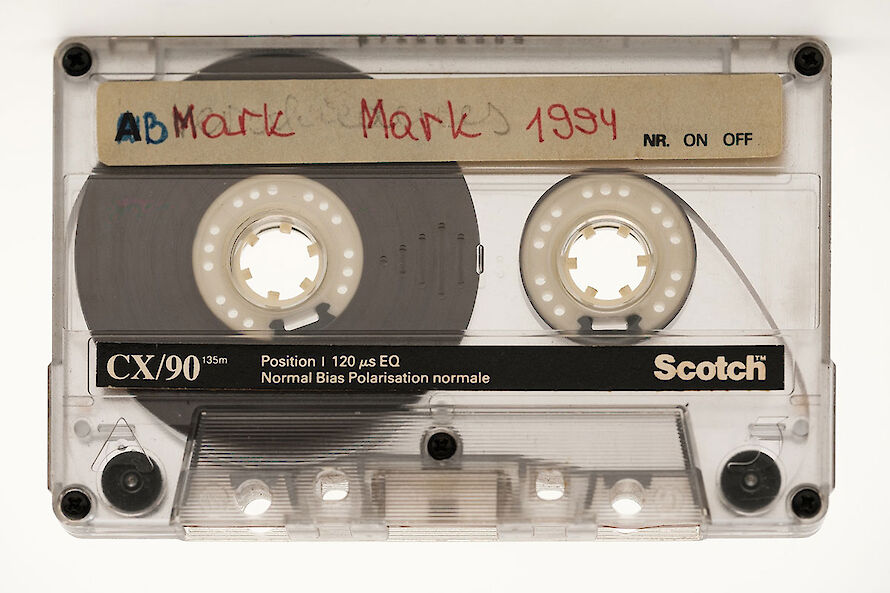 AB Mark Mark 1994
NR. ON OFF
CX/90 135m
Position I 120 µs EQ
Normal Bias Polarisation normale
Scotch™